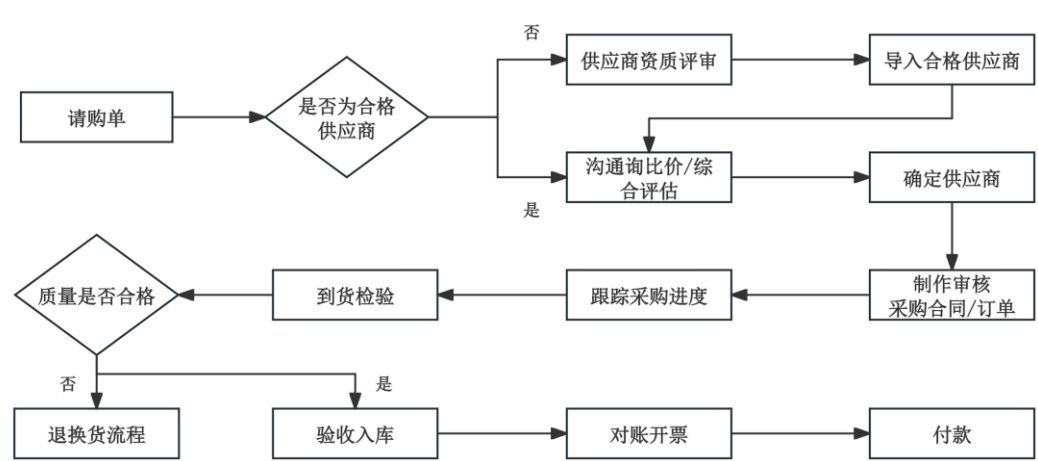 否
供应商资质评审
导入合格供应商
请购单
是否为合格
供应商
沟通询比价/综
合评估
确定供应商
是
质量是否合格
到货检验
跟踪采购进度
制作审核
采购合同/订单
否
是
退换货流程
验收入库
对账开票
付款